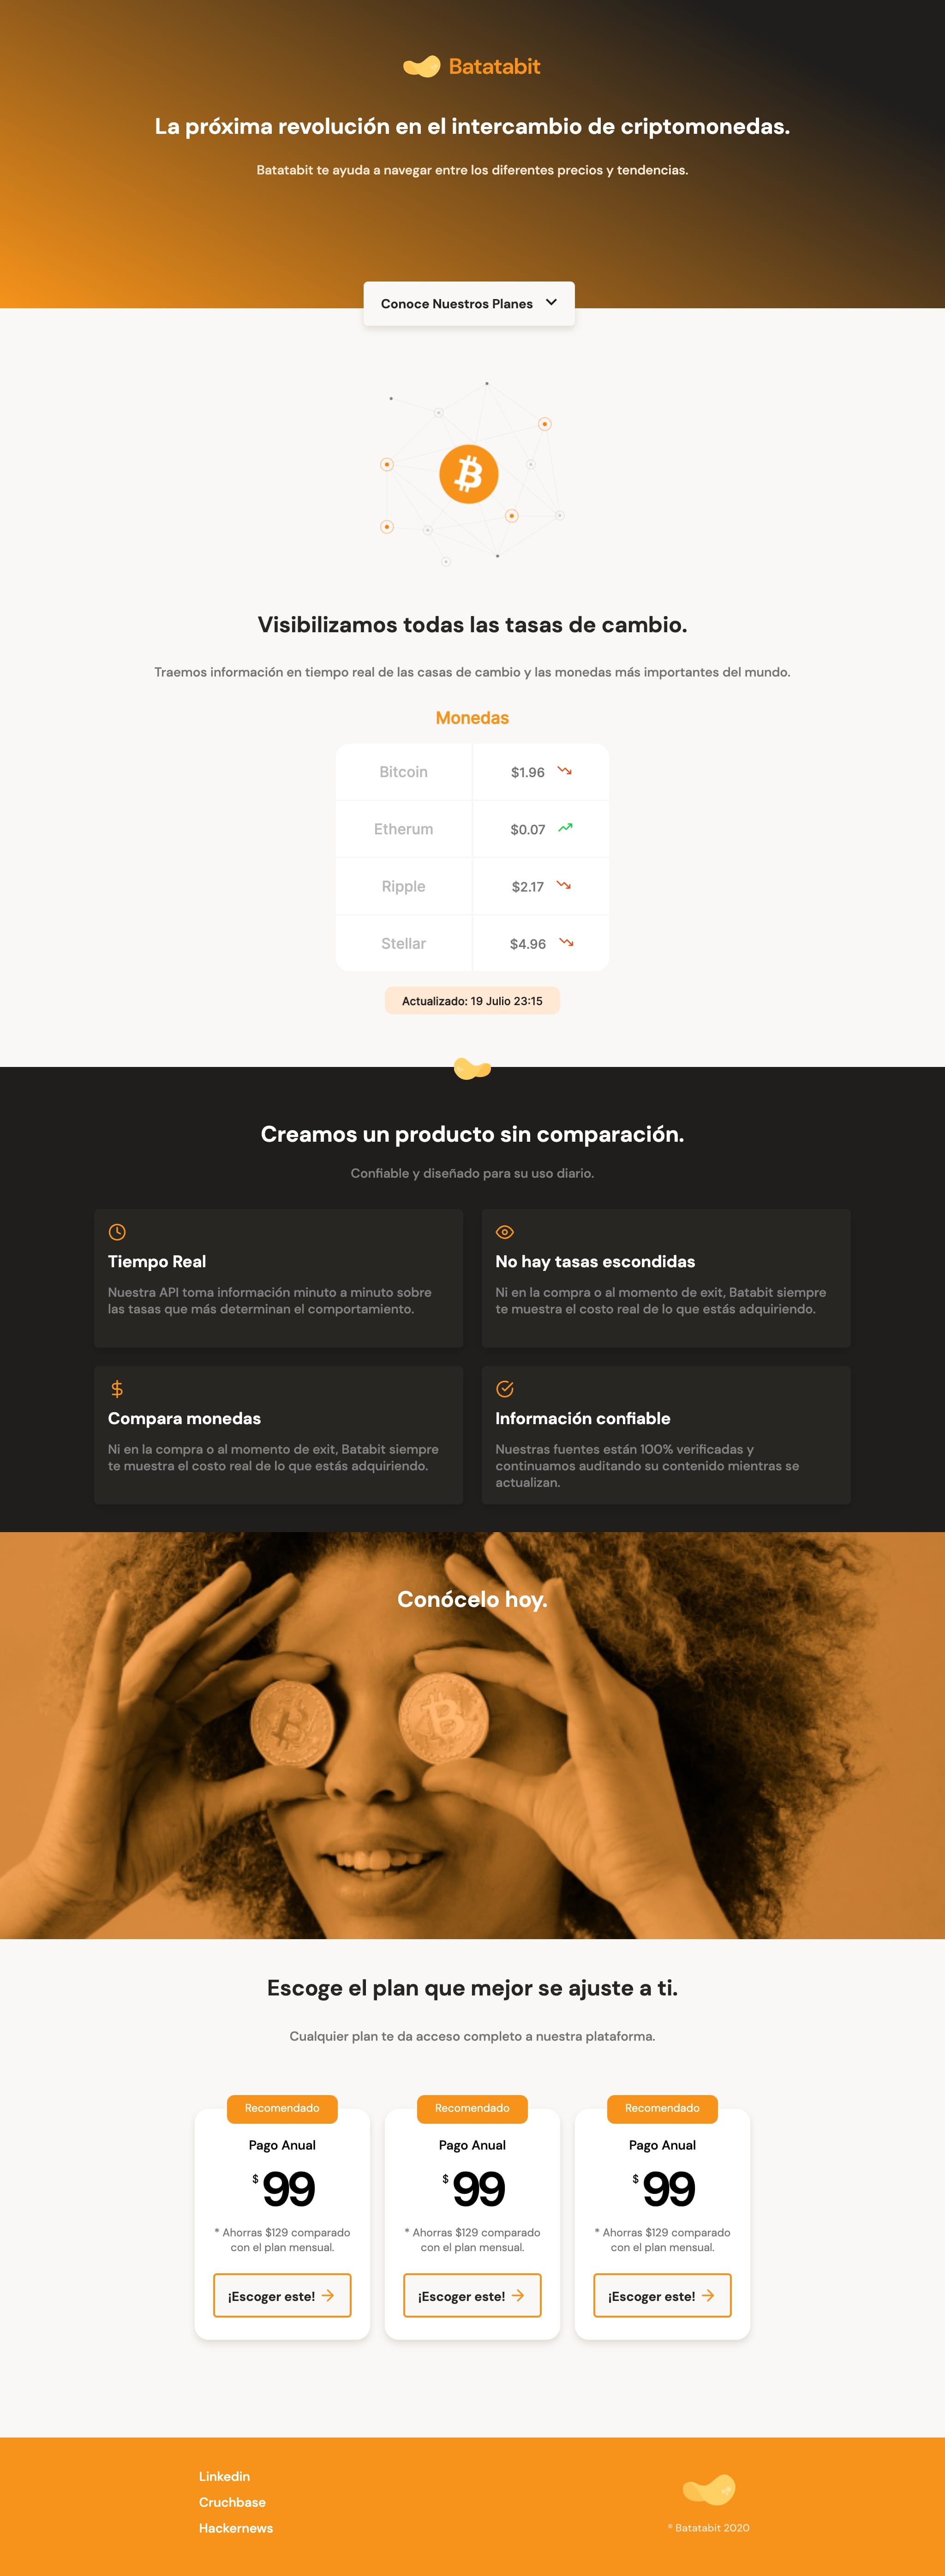 Batatabit
La próxima revolución en el intercambio de criptomonedas.
Batatabit te ayuda a navegar entre los diferentes precios y tendencias.
Conoce Nuestros Planes
Visibilizamos todas las tasas de cambio.
Traemos información en tiempo real de las casas de cambio y las monedas más importantes del mundo.
Monedas
Bitcoin $1.96
Etherum $0.07
Ripple $2.17
Stellar $4.96
Actualizado: 19 Julio 23:15
Creamos un producto sin comparación.
Confiable y diseñado para su uso diario.
Tiempo Real
Nuestra API toma información minuto a minuto sobre
las tasas que más determinan el comportamiento.
No hay tasas escondidas
Ni en la compra o al momento de exit, Batabit siempre
te muestra el costo real de lo que estás adquiriendo.
Compara monedas
Ni en la compra o al momento de exit, Batabit siempre
te muestra el costo real de lo que estás adquiriendo.
Información confiable
Nuestras fuentes están 100% verificadas y
continuamos auditando su contenido mientras se
actualizan.
Conócelo hoy.
Escoge el plan que mejor se ajuste a ti.
Cualquier plan te da acceso completo a nuestra plataforma.
Recomendado
Pago Anual
$ 99
* Ahorras $129 comparado
con el plan mensual.
¡Escoger este!
Recomendado
Pago Anual
$ 99
* Ahorras $129 comparado
con el plan mensual.
¡Escoger este!
Recomendado
Pago Anual
$ 99
* Ahorras $129 comparado
con el plan mensual.
¡Escoger este!
Linkedin
Cruchbase
Hackernews
® Batatabit 2020